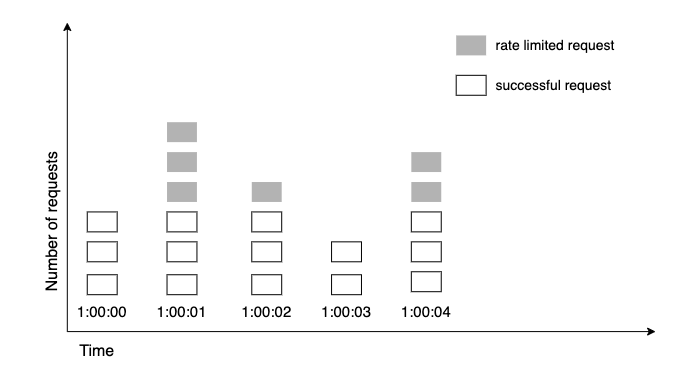 rate limited request
successful request
Number of requests
1:00:00 1:00:01 1:00:02 1:00:03 1:00:04
Time